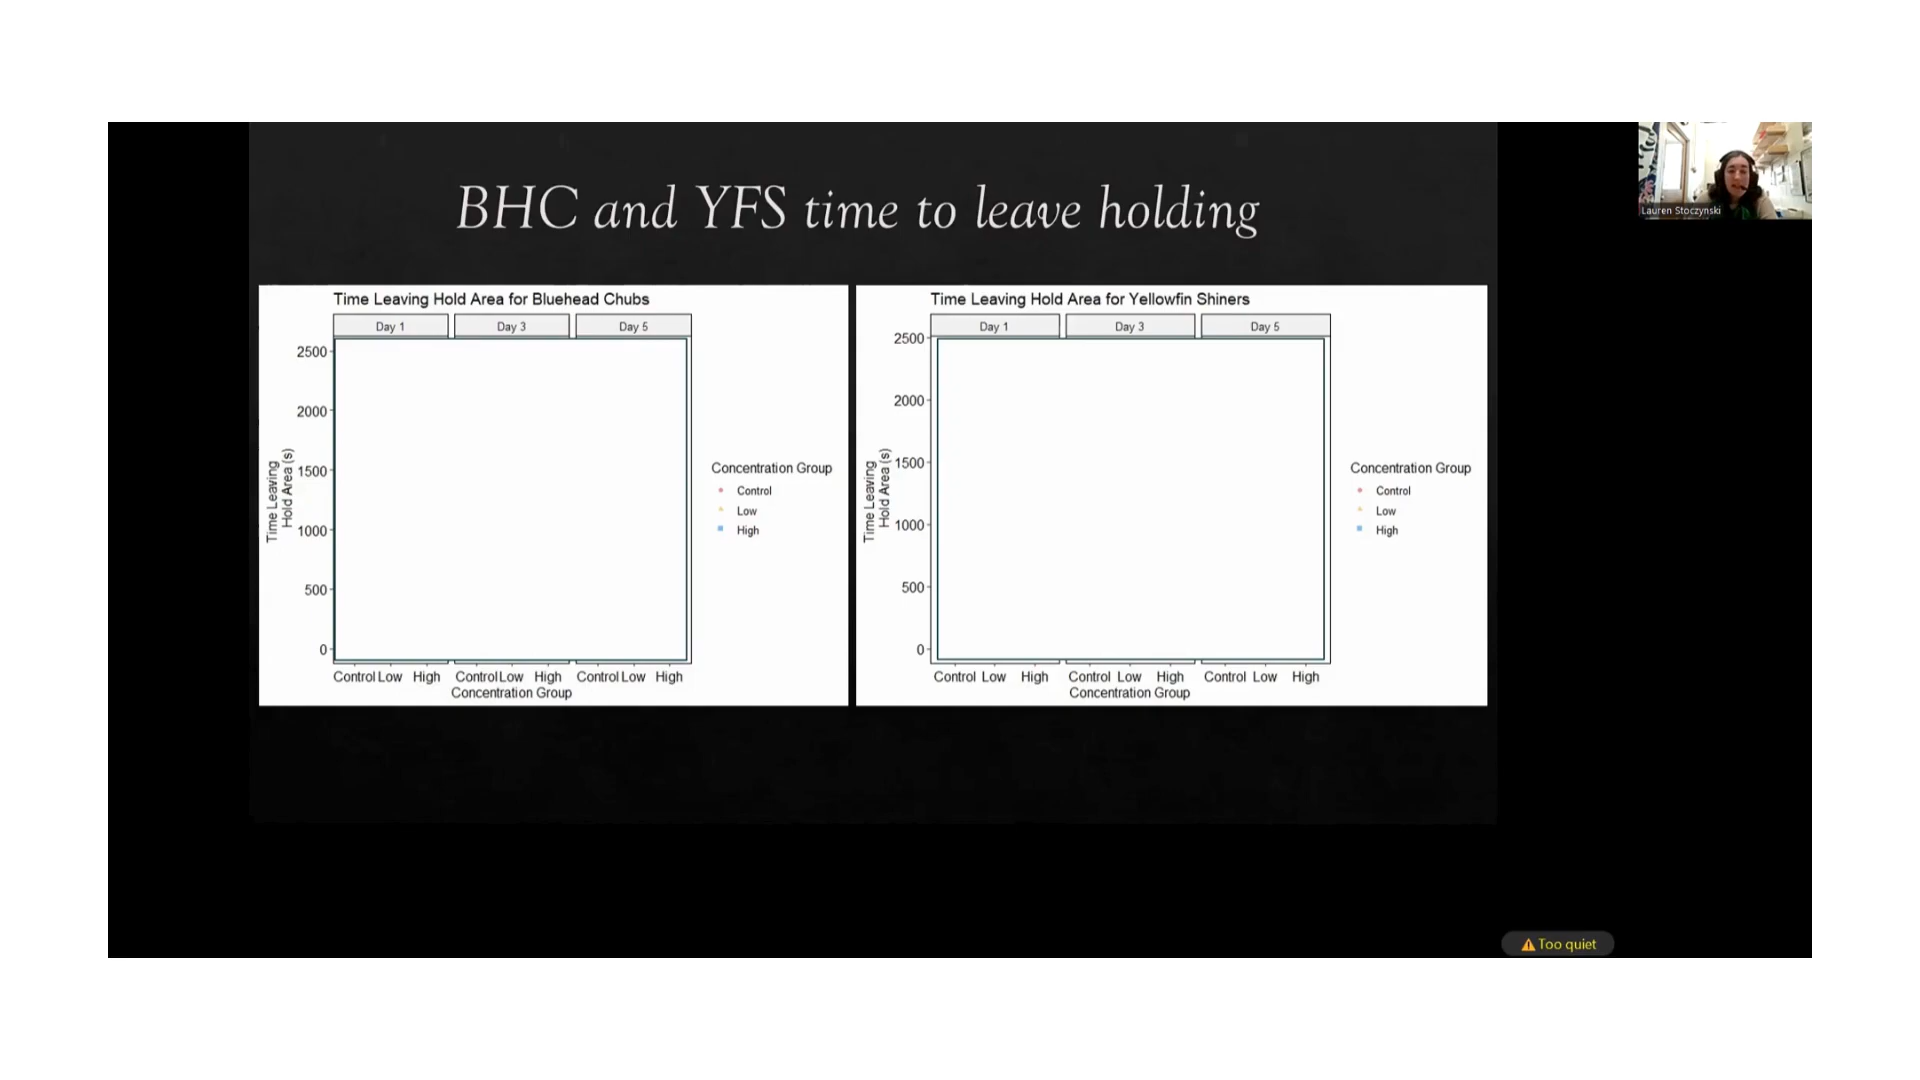 BHC and YFS time to leave holding
Lauren Stoczynski
Time Leaving Hold Area for Bluehead Chubs
Day 1 Day 3 Day 5
2500
2000
1500
1000
500
0
Time Leaving
Hold Area (s)
Control Low High Control Low High Control Low High
Concentration Group
Concentration Group
Control
Low
High
Time Leaving Hold Area for Yellowfin Shiners
Day 1 Day 3 Day 5
2500
2000
1500
1000
500
0
Time Leaving
Hold Area (s)
Control Low High Control Low High Control Low High
Concentration Group
Concentration Group
Control
Low
High
Too quiet